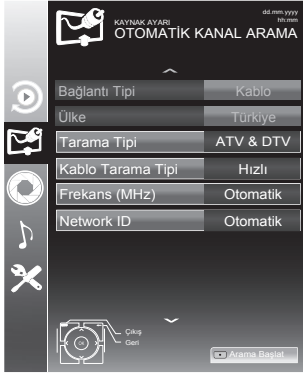 dd.mm.yyyy
hh:mm
KAYNAK AYARI
OTOMATİK KANAL ARAMA
Bağlantı Tipi Kablo
Ülke Türkiye
Tarama Tipi ATV & DTV
Kablo Tarama Tipi Hızlı
Frekans (MHz) Otomatik
Network ID Otomatik
Çıkış
Geri
OK
Arama Başlat